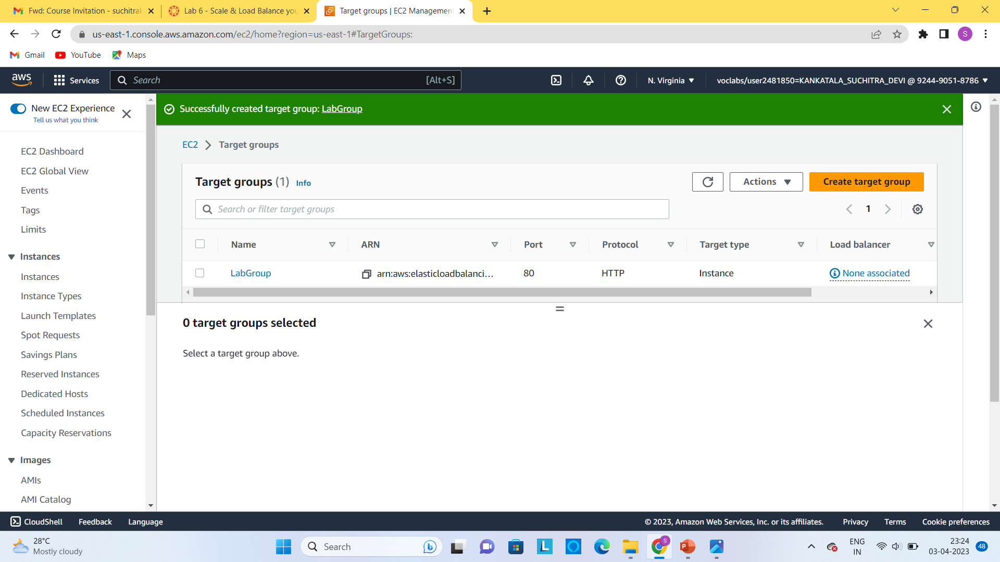 Fwd: Course Invitation - suchitrak
Lab 6 - Scale & Load Balance you
Target groups | EC2 Management
us-east-1.console.aws.amazon.com/ec2/home?region=us-east-1#TargetGroups:
S
Gmail
YouTube
Maps
aws
Services
Search
[Alt+S]
N. Virginia
voclabs/user2481850=KANKATALA_SUCHITRA_DEVI @ 9244-9051-8786
New EC2 Experience
Tell us what you think
EC2 Dashboard
EC2 Global View
Events
Tags
Limits
Instances
Instances
Instance Types
Launch Templates
Spot Requests
Savings Plans
Reserved Instances
Dedicated Hosts
Scheduled Instances
Capacity Reservations
Images
AMIs
AMI Catalog
Successfully created target group: LabGroup
EC2
Target groups
Target groups (1) Info
Actions
Create target group
Search or filter target groups
1
Name
ARN
Port
Protocol
Target type
Load balancer
LabGroup
arn:aws:elasticloadbalanci...
80
HTTP
Instance
None associated
0 target groups selected
Select a target group above.
CloudShell
Feedback
Language
© 2023, Amazon Web Services, Inc. or its affiliates.
Privacy
Terms
Cookie preferences
28°C
Mostly cloudy
Search
L
S
P
ENG
IN
23:24
03-04-2023
48